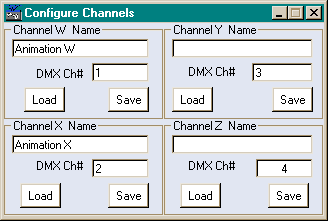 Configure Channels
Channel W Name
Channel Y Name
Animation W
DMX Ch# 1
DMX Ch# 3
Load Save
Load Save
Channel X Name
Channel Z Name
Animation X
DMX Ch# 2
DMX Ch# 4
Load Save
Load Save